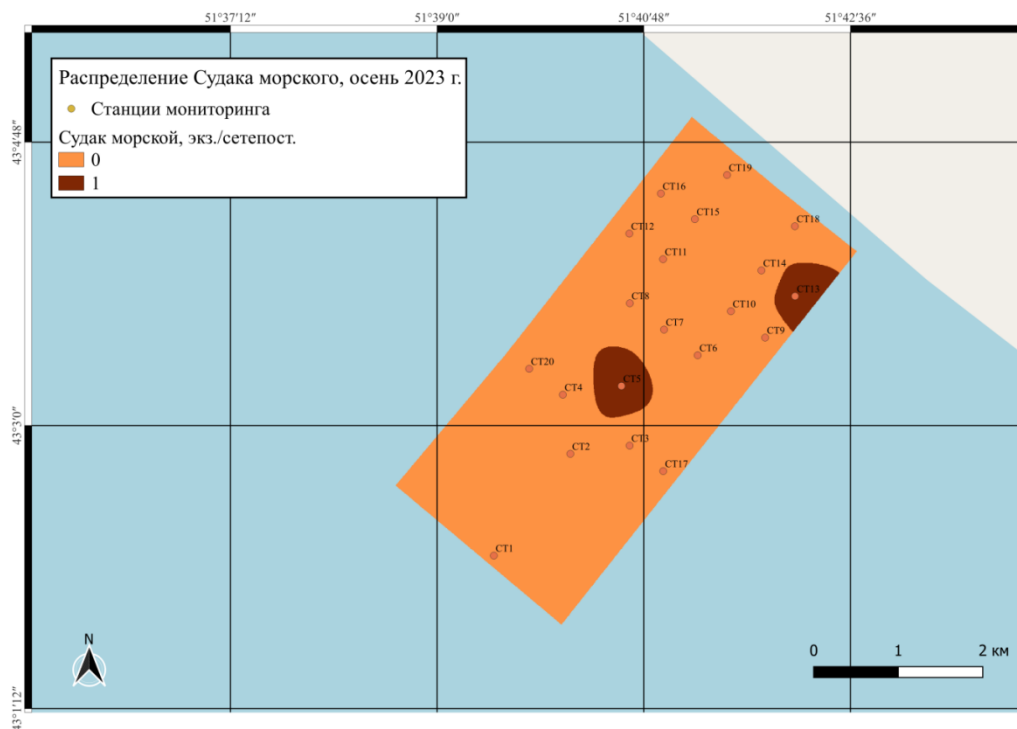 51°37'12" 51°39'0" 51°40'48" 51°42'36"
Распределение Судака морского, осень 2023 г.
Станции мониторинга
Судак морской, экз./сетепост.
0
1
43°4'48"
43°3'0"
43°1'12"
СТ19
СТ16
СТ15
СТ18
СТ12
СТ11
СТ14
СТ13
СТ8
СТ10
СТ7
СТ9
СТ6
СТ20
СТ5
СТ4
СТ3
СТ2
СТ17
СТ1
N
0 1 2 км